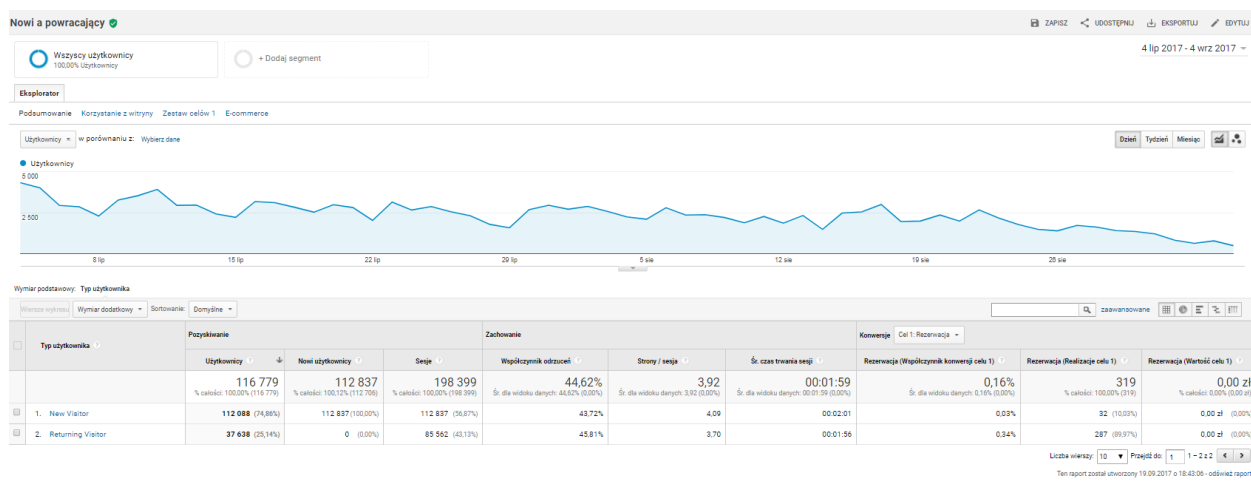 Nowi a powracający
ZAPISZ UDOSTĘPNIJ EKSPORTUJ EDYTUJ
Wszyscy użytkownicy
100,00% Użytkownicy
+ Dodaj segment
4 lip 2017 - 4 wrz 2017
Eksplorator
Podsumowanie Korzystanie z witryny Zestaw celów 1 E-commerce
Użytkownicy w porównaniu z: Wybierz dane
Dzień Tydzień Miesiąc
Użytkownicy
5 000
2 500
8 lip 15 lip 22 lip 29 lip 5 sie 12 sie 19 sie 26 sie
Wymiar podstawowy: Typ użytkownika
Wiersze wykresu Wymiar dodatkowy Sortowanie: Domyślne zaawansowane
Typ użytkownika Pozyskiwanie Zachowanie Konwersje Cel 1: Rezerwacja
Użytkownicy Nowi użytkownicy Sesje Współczynnik odrzuceń Strony / sesja Śr. czas trwania sesji Rezerwacja (Współczynnik konwersji celu 1) Rezerwacja (Realizacje celu 1) Rezerwacja (Wartość celu 1)
116 779 112 837 198 399 44,62% 3,92 00:01:59 0,16% 319 0,00 zł
% całości: 100,00% (116 779) % całości: 100,12% (112 706) % całości: 100,00% (198 399) Śr. dla widoku danych: 44,62% (0,00%) Śr. dla widoku danych: 3,92 (0,00%) Śr. dla widoku danych: 00:01:59 (0,00%) Śr. dla widoku danych: 0,16% (0,00%) % całości: 100,00% (319) % całości: 0,00% (0,00 zł)
1. New Visitor 112 088 (74,86%) 112 837 (100,00%) 112 837 (56,87%) 43,72% 4,09 00:02:01 0,03% 32 (10,03%) 0,00 zł (0,00%)
2. Returning Visitor 37 638 (25,14%) 0 (0,00%) 85 562 (43,13%) 45,81% 3,70 00:01:56 0,34% 287 (89,97%) 0,00 zł (0,00%)
Liczba wierszy: 10 Przejdź do: 1 1 – 2 z 2
Ten raport został utworzony 19.09.2017 o 18:43:06 - odśwież raport